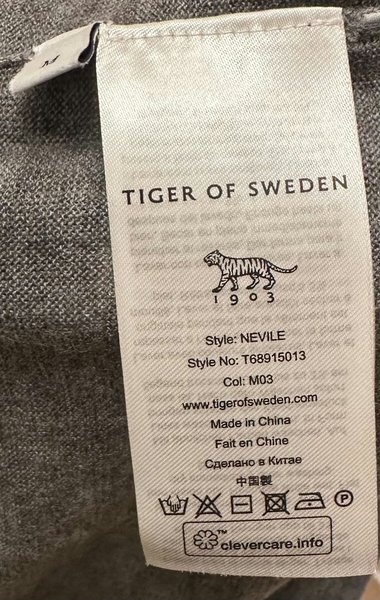 M
TIGER OF SWEDEN
1903
Style: NEVILE
Style No: T68915013
Col: M03
www.tigerofsweden.com
Made in China
Fait en Chine
Сделано в Китае
中国製
P
™
clevercare.info